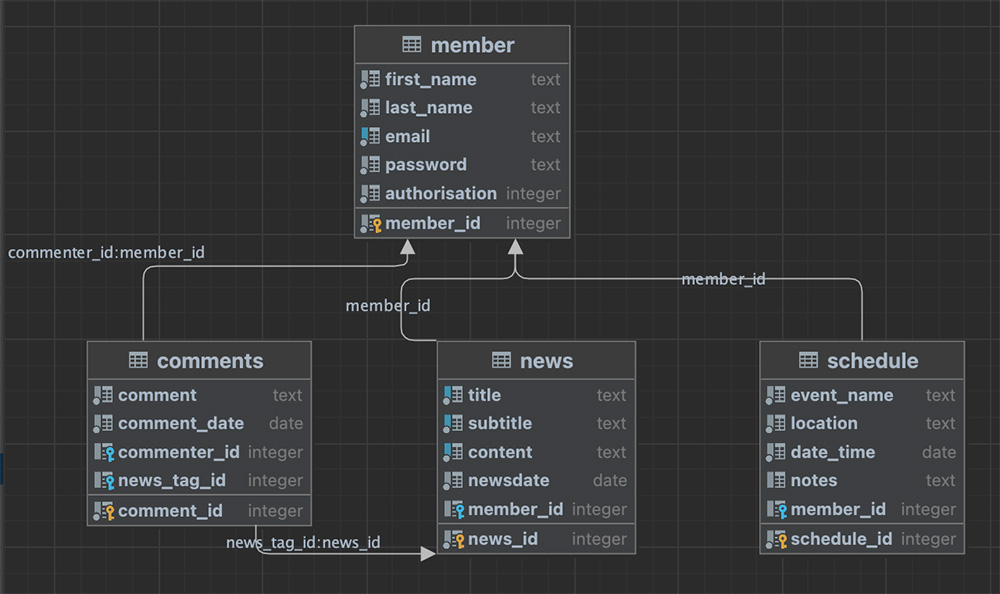 member
first_name text
last_name text
email text
password text
authorisation integer
member_id integer
commenter_id:member_id
member_id
member_id
comments
comment text
comment_date date
commenter_id integer
news_tag_id integer
comment_id integer
news_tag_id:news_id
news
title text
subtitle text
content text
newsdate date
member_id integer
news_id integer
schedule
event_name text
location text
date_time date
notes text
member_id integer
schedule_id integer